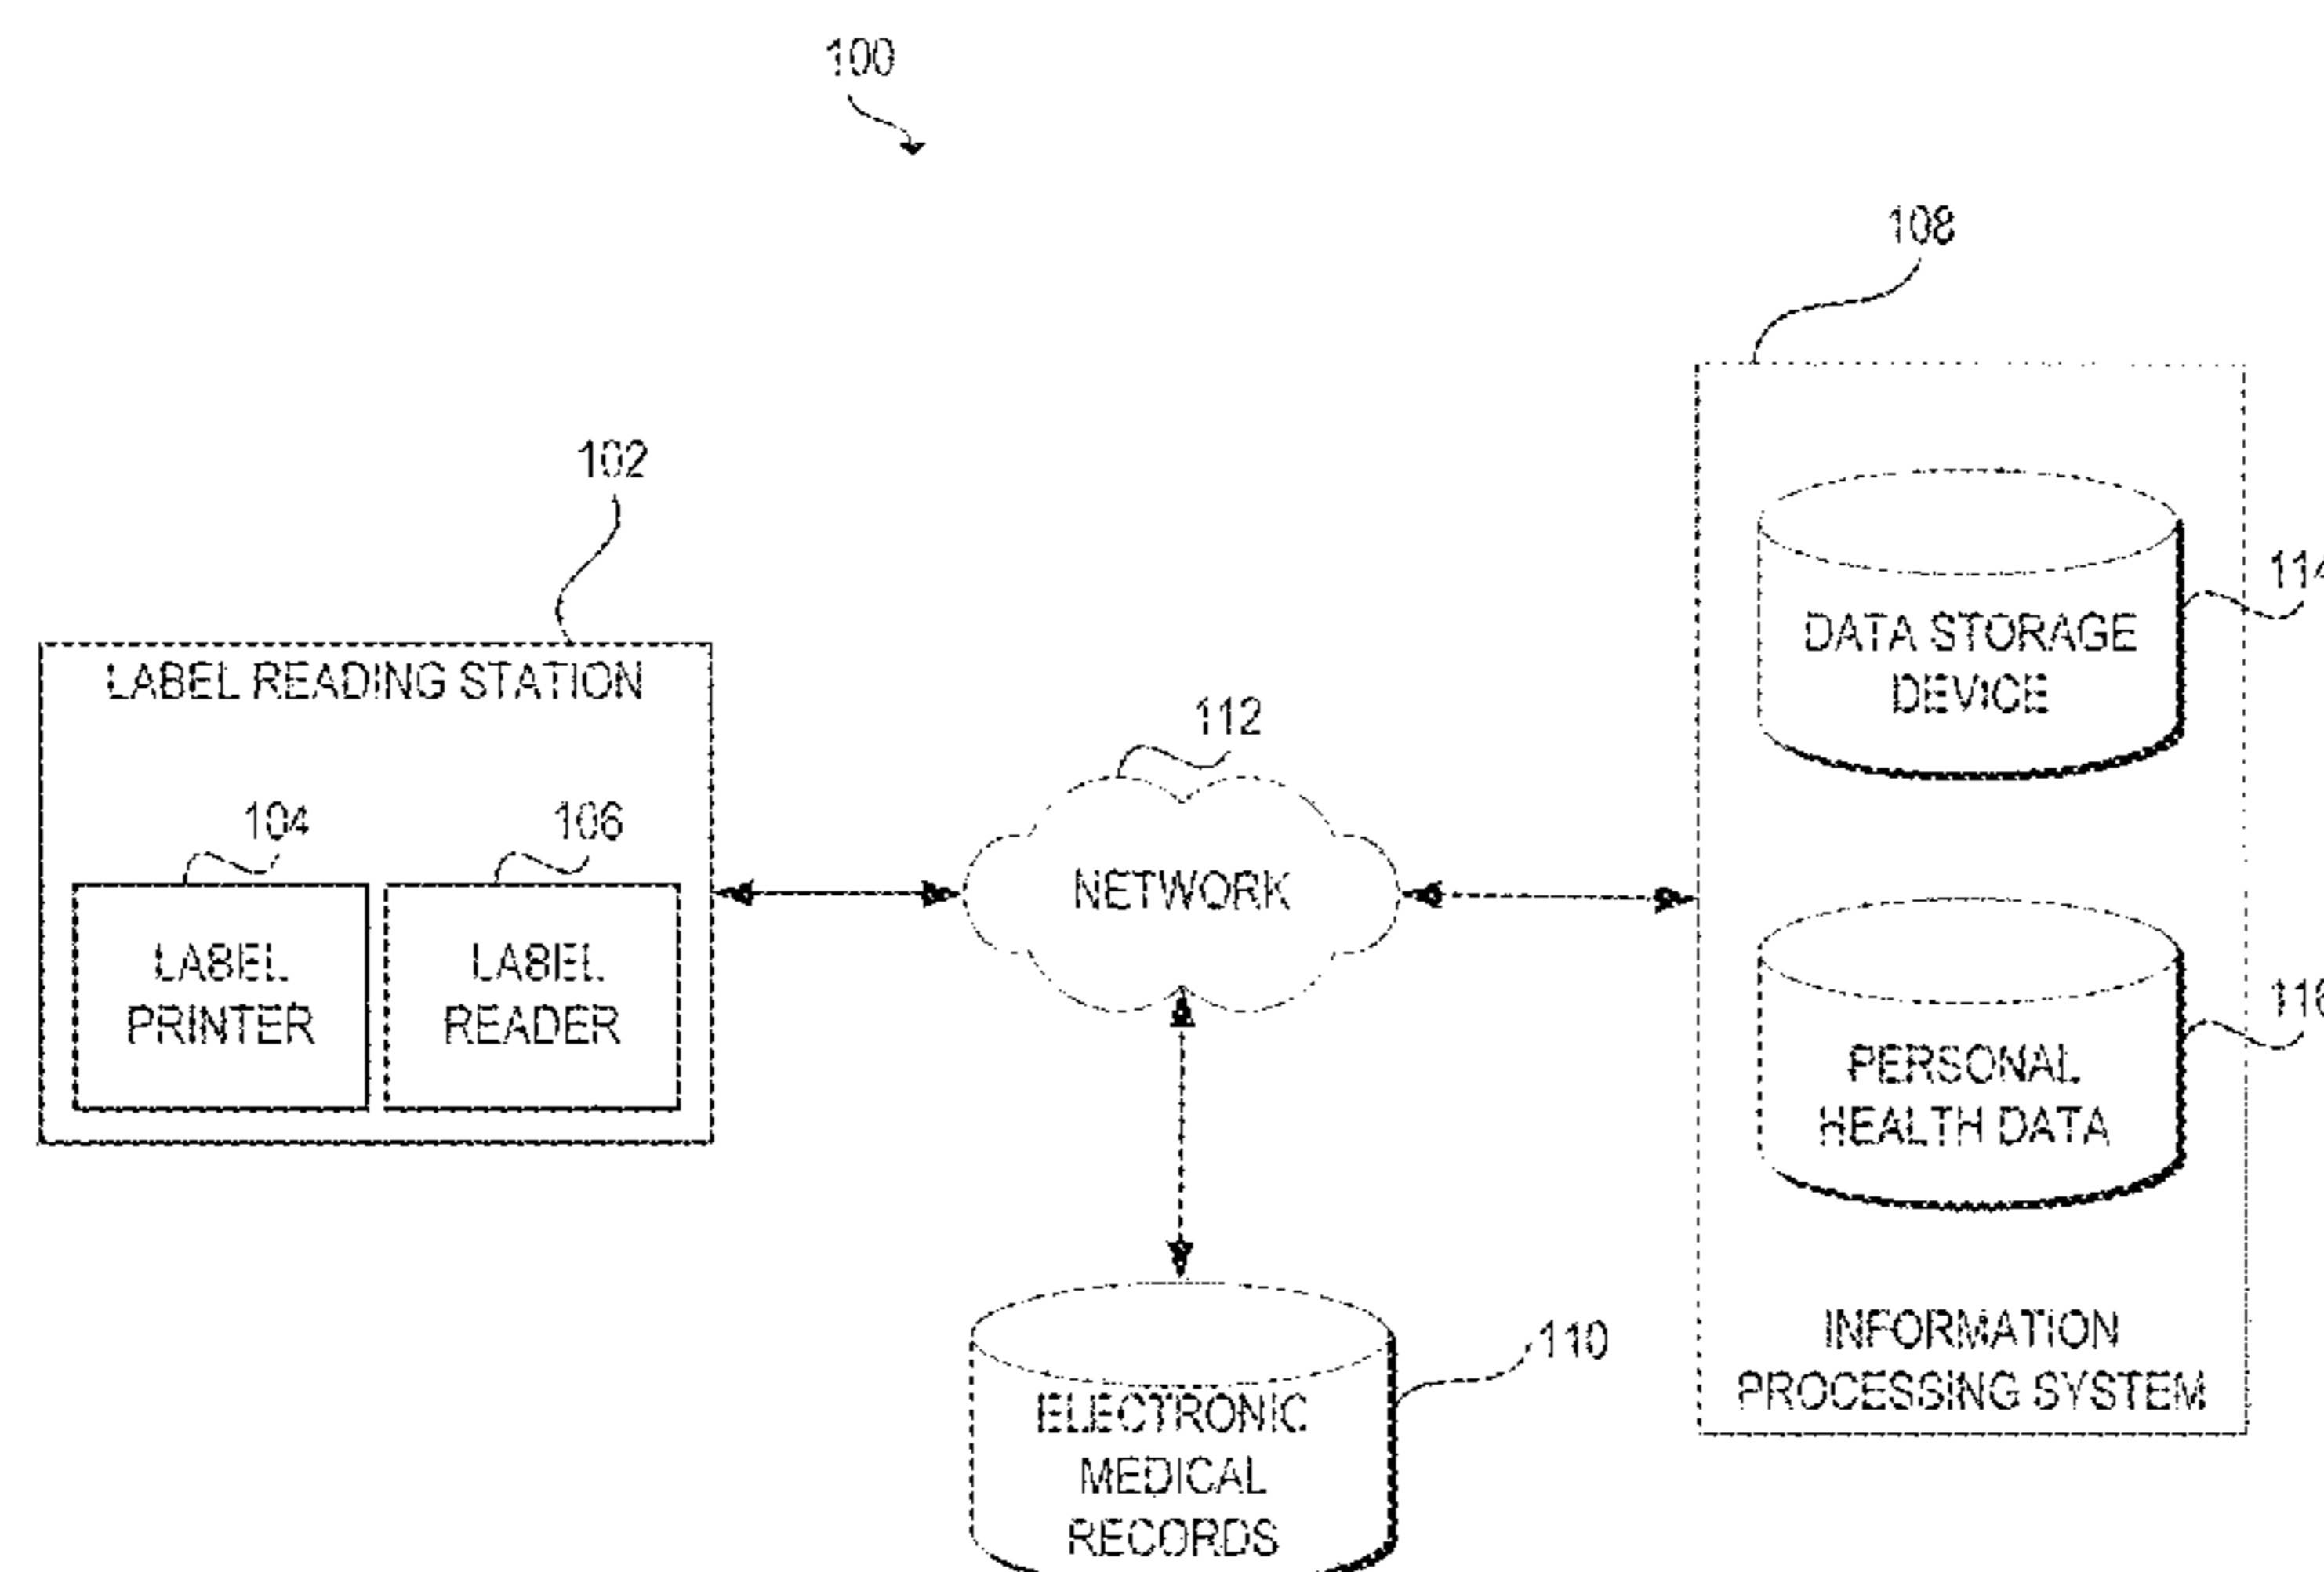 100
108
102
LABEL READING STATION
104
106
LABEL
PRINTER
LABEL
READER
112
NETWORK
DATA STORAGE
DEVICE
114
PERSONAL
HEALTH DATA
INFORMATION
PROCESSING SYSTEM
110
ELECTRONIC
MEDICAL
RECORDS